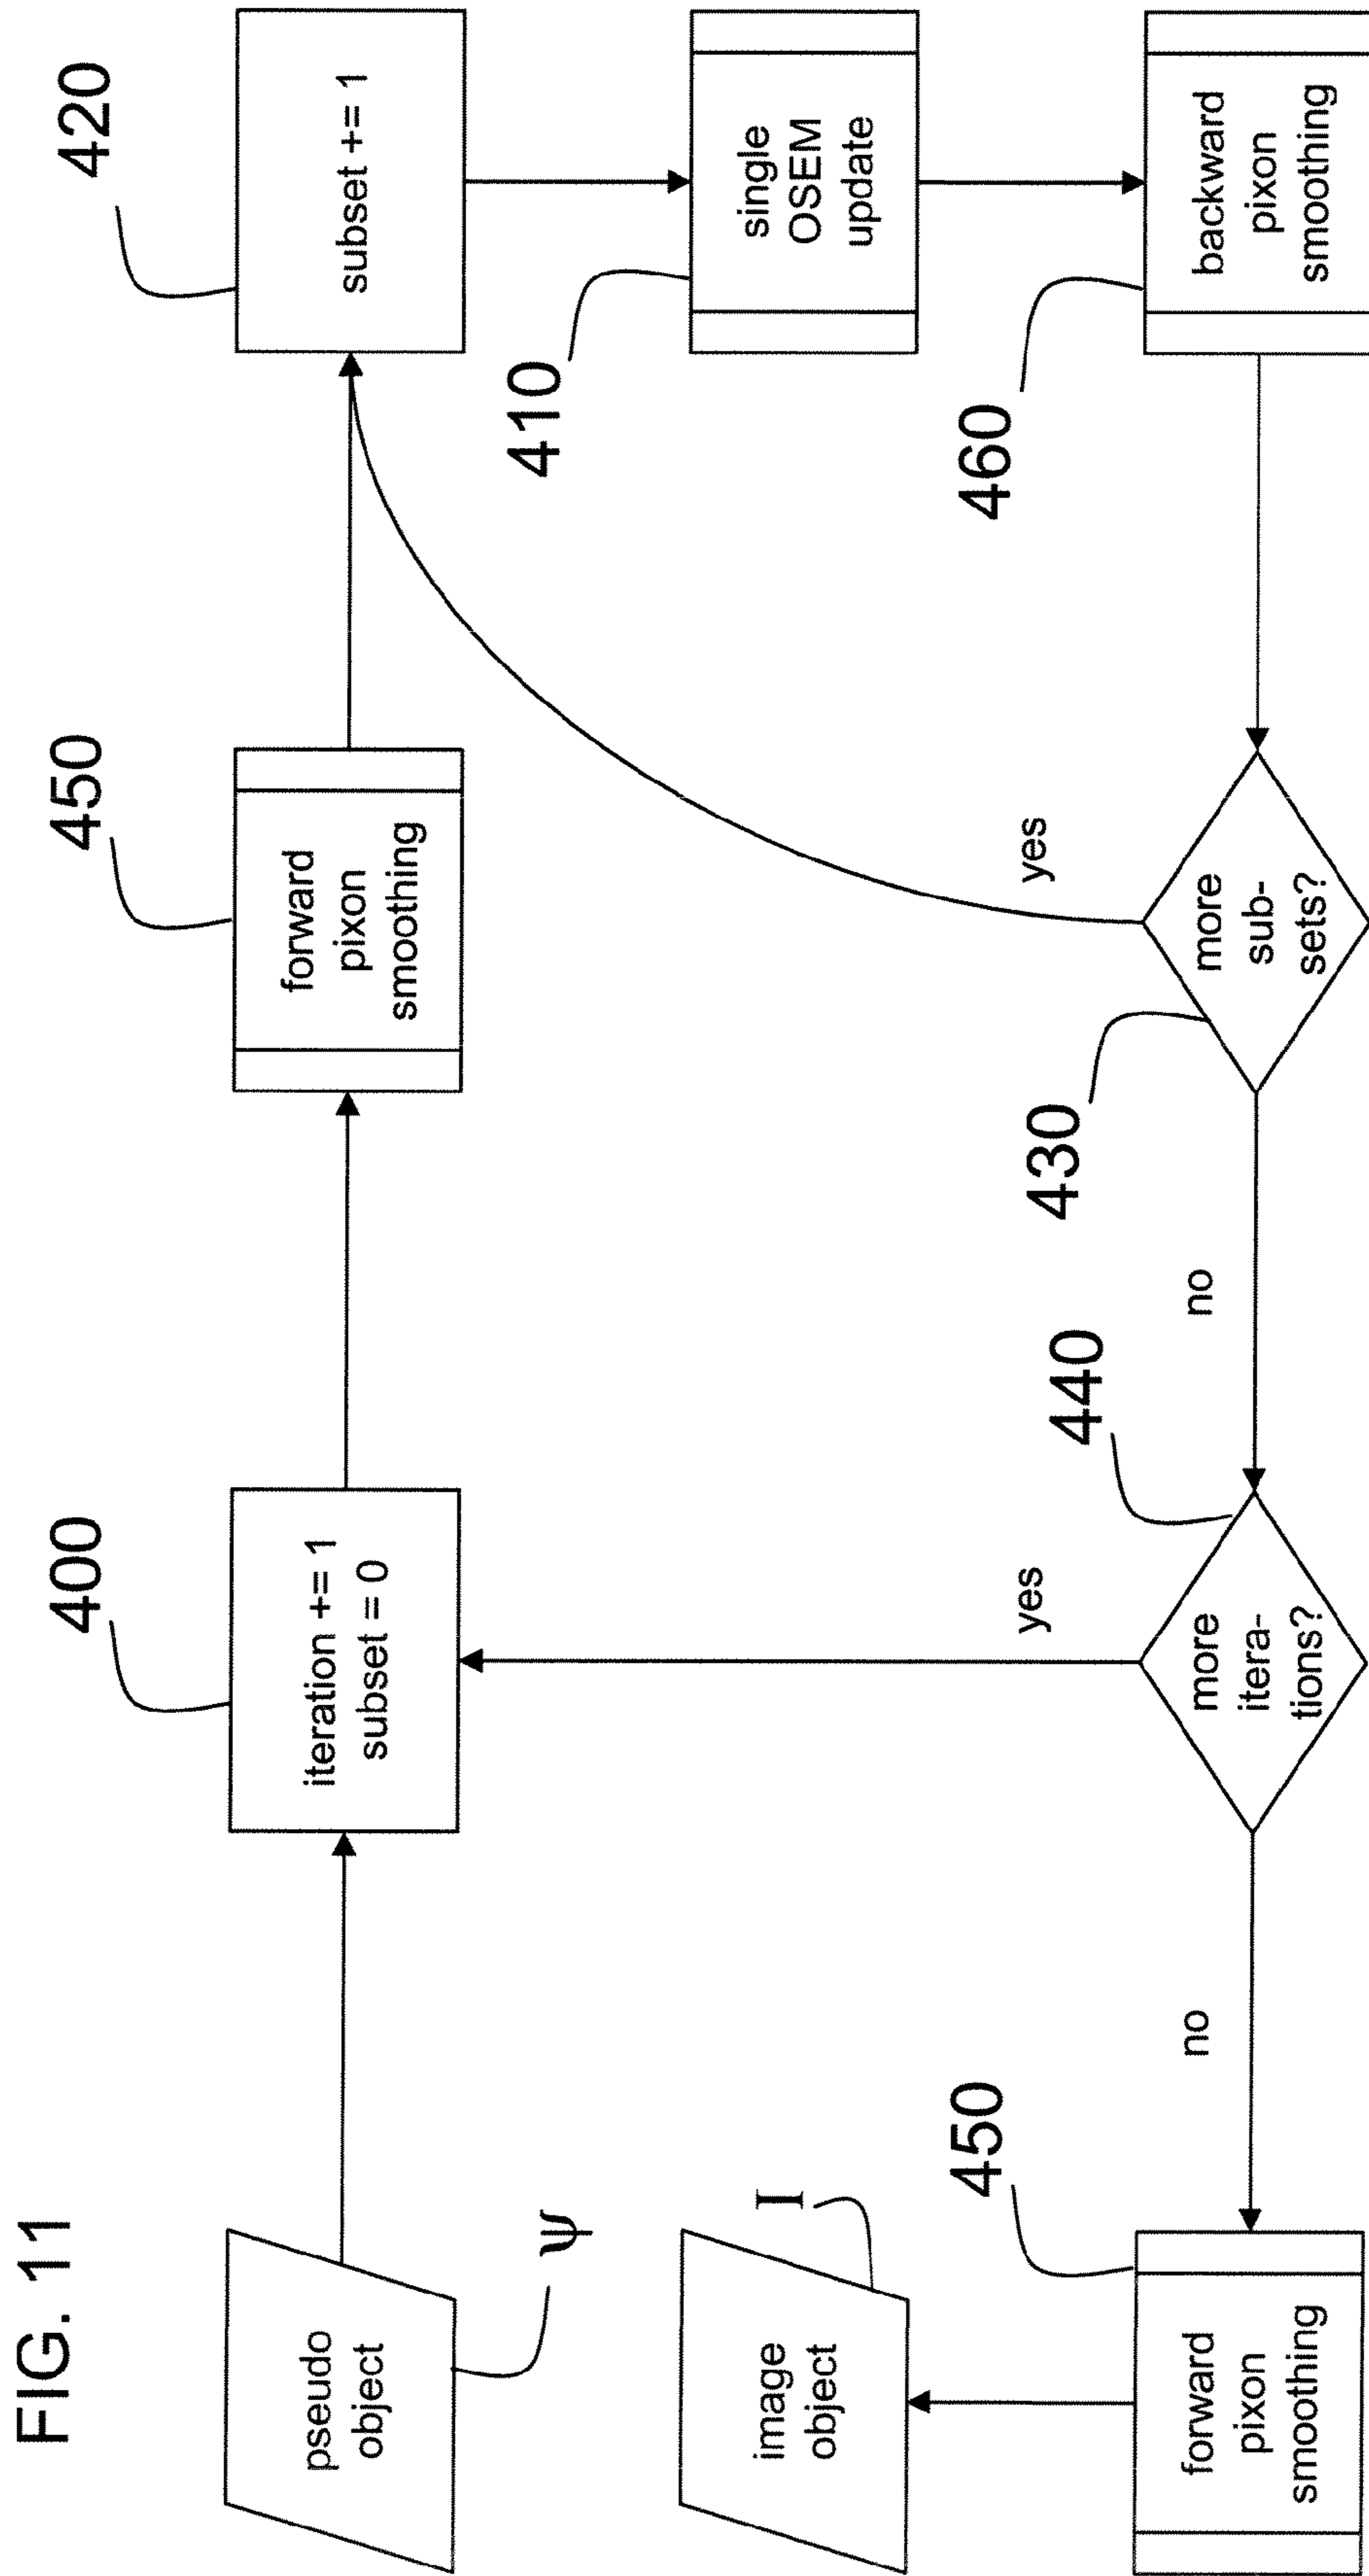 FIG. 11
pseudo
object
Ψ
400
iteration += 1
subset = 0
450
forward
pixon
smoothing
420
subset += 1
410
single
OSEM
update
460
backward
pixon
smoothing
430
more
sub-
sets?
yes
no
440
more
itera-
tions?
yes
no
450
forward
pixon
smoothing
image
object
I